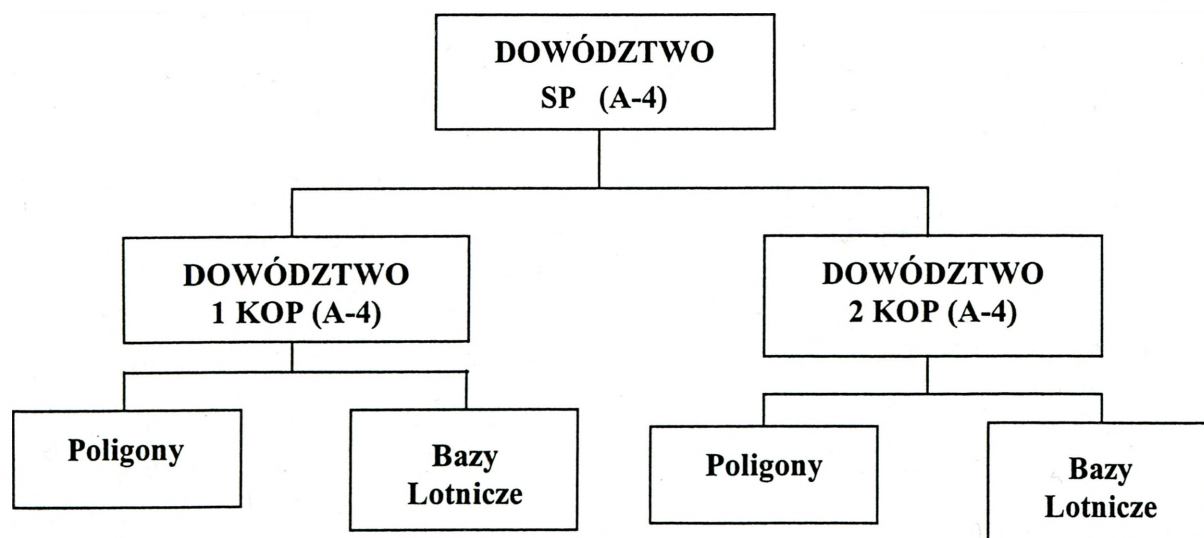 DOWÓDZTWO
SP (A-4)
DOWÓDZTWO
1 KOP (A-4)
DOWÓDZTWO
2 KOP (A-4)
Poligony
Bazy
Lotnicze
Poligony
Bazy
Lotnicze